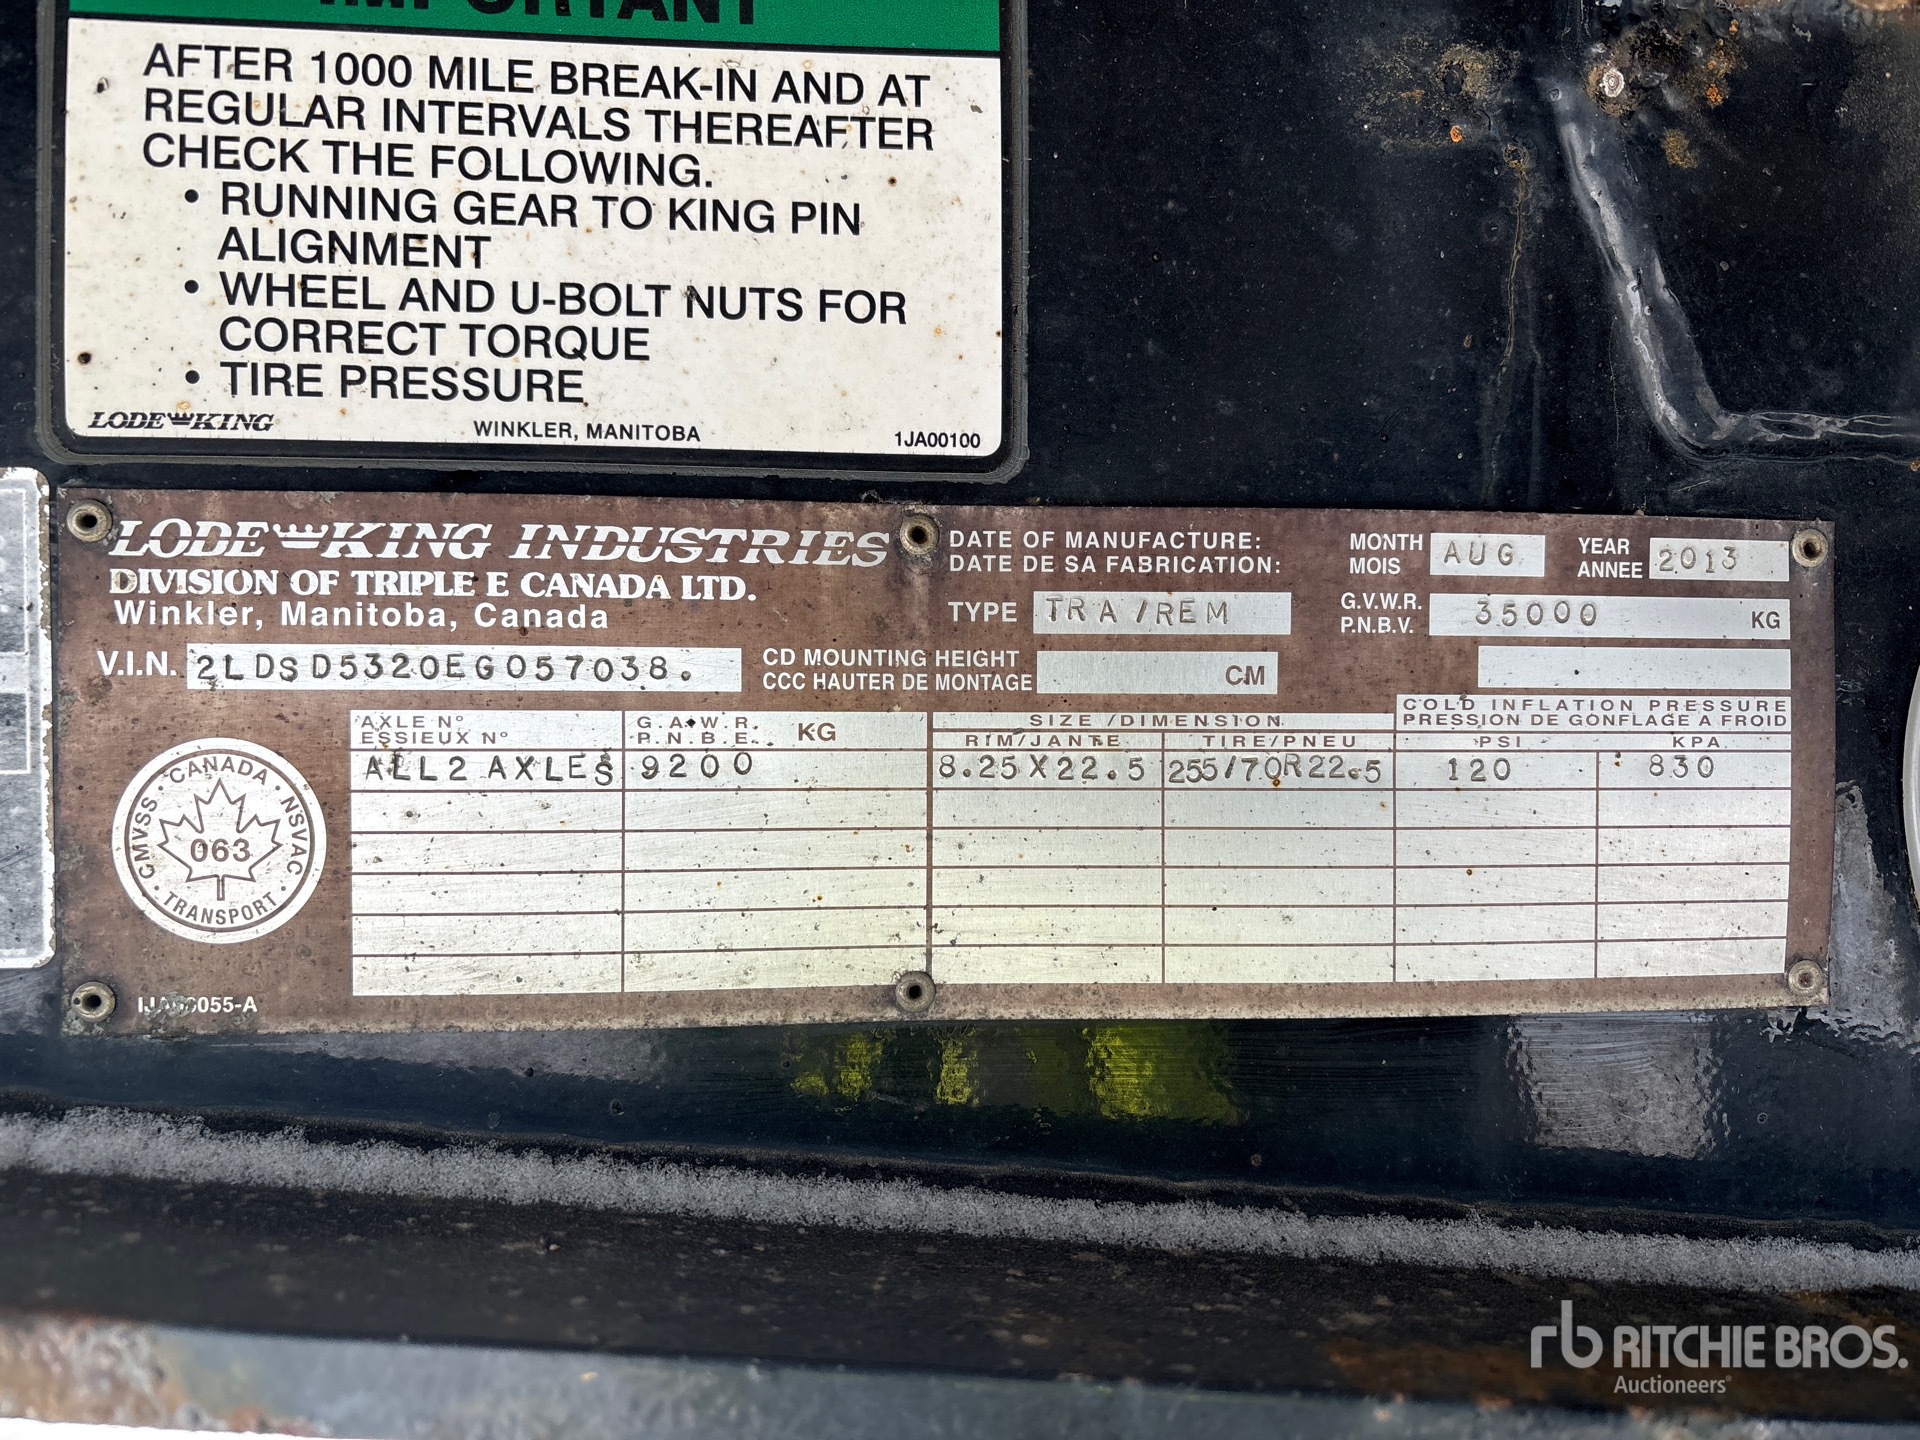 IMPORTANT
AFTER 1000 MILE BREAK-IN AND AT
REGULAR INTERVALS THEREAFTER
CHECK THE FOLLOWING.
• RUNNING GEAR TO KING PIN
ALIGNMENT
• WHEEL AND U-BOLT NUTS FOR
CORRECT TORQUE
• TIRE PRESSURE
LODE KING WINKLER, MANITOBA 1JA00100
LODE KING INDUSTRIES
DIVISION OF TRIPLE E CANADA LTD.
Winkler, Manitoba, Canada
DATE OF MANUFACTURE:
DATE DE SA FABRICATION:
MONTH
MOIS
AUG
YEAR
ANNEE
2013
TYPE TRA/REM
G.V.W.R.
P.N.B.V.
35000 KG
V.I.N. 2LDSD5320EG057038.
CD MOUNTING HEIGHT
CCC HAUTER DE MONTAGE
CM
AXLE Nº
ESSIEUX Nº
G.A.W.R.
P.N.B.E.
KG
SIZE/DIMENSION
RIM/JANTE TIRE/PNEU
COLD INFLATION PRESSURE
PRESSION DE GONFLAGE A FROID
PSI KPA
ALL 2 AXLES 9200 8.25X22.5 255/70R22.5 120 830
CANADA
CMVSS
NSVAC
063
TRANSPORT
055-A
rb RITCHIE BROS.
Auctioneers